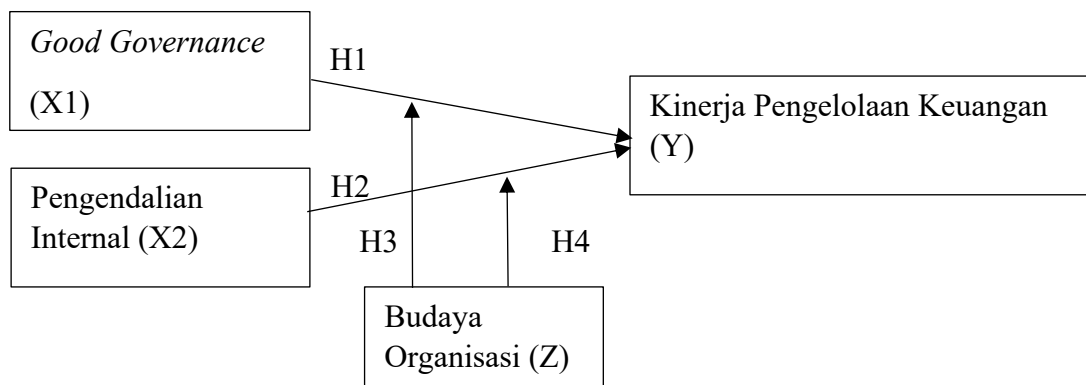 Good Governance
(X1)
H1
Kinerja Pengelolaan Keuangan
(Y)
Pengendalian
Internal (X2)
H2
H3
H4
Budaya
Organisasi (Z)